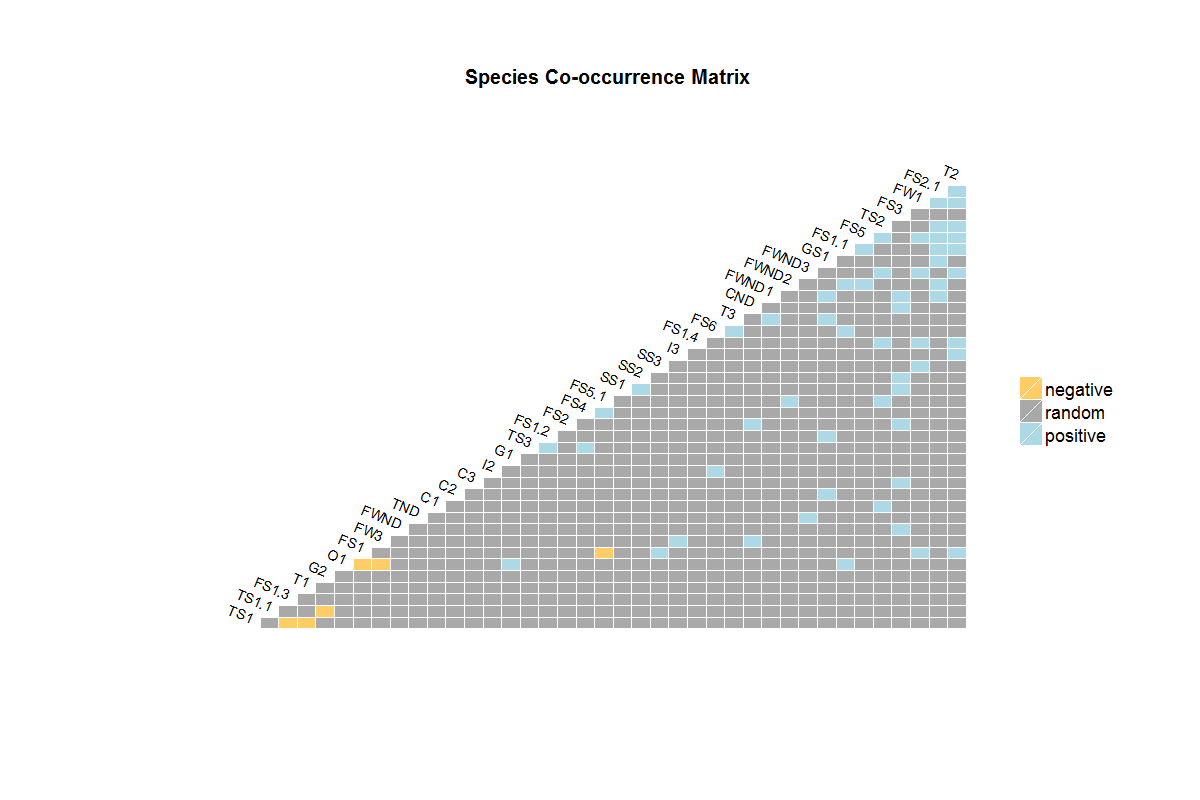 Species Co-occurrence Matrix
T2
FS2.1
FW1
FS3
TS2
FS5
FS1.1
GS1
FWND3
FWND2
FWND1
CND
T3
FS6
FS1.4
I3
SS3
SS2
SS1
FS5.1
FS4
FS2
FS1.2
TS3
G1
I2
C3
C2
C1
TND
FWND
FW3
FS1
O1
G2
T1
FS1.3
TS1.1
TS1
negative
random
positive